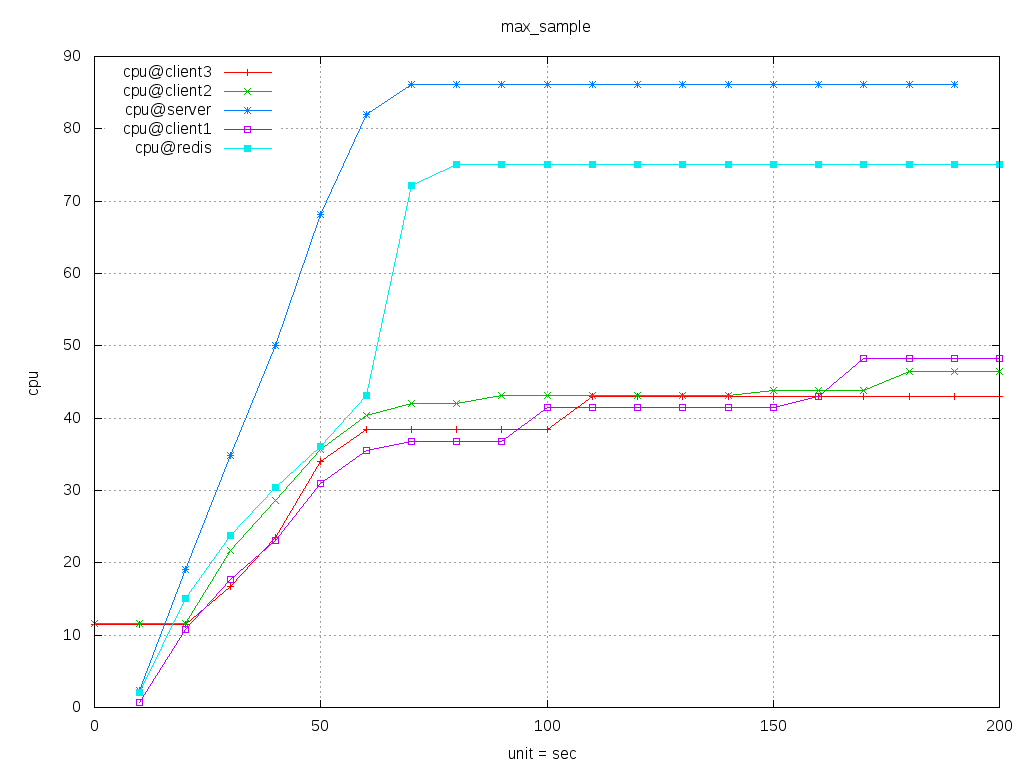 max_sample
90
80
70
60
50
40
30
20
10
0
cpu
cpu@client3
cpu@client2
cpu@server
cpu@client1
cpu@redis
0 50 100 150 200
unit = sec